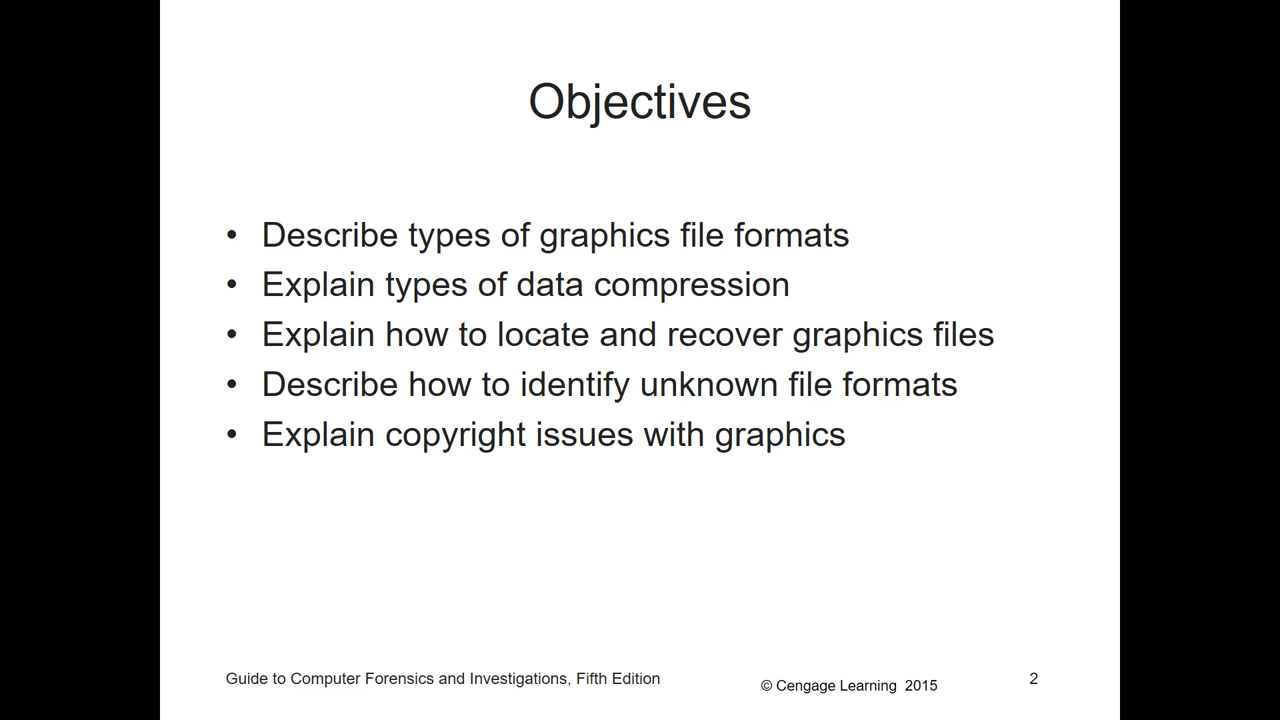 Objectives
• Describe types of graphics file formats
• Explain types of data compression
• Explain how to locate and recover graphics files
• Describe how to identify unknown file formats
• Explain copyright issues with graphics
Guide to Computer Forensics and Investigations, Fifth Edition
© Cengage Learning 2015
2